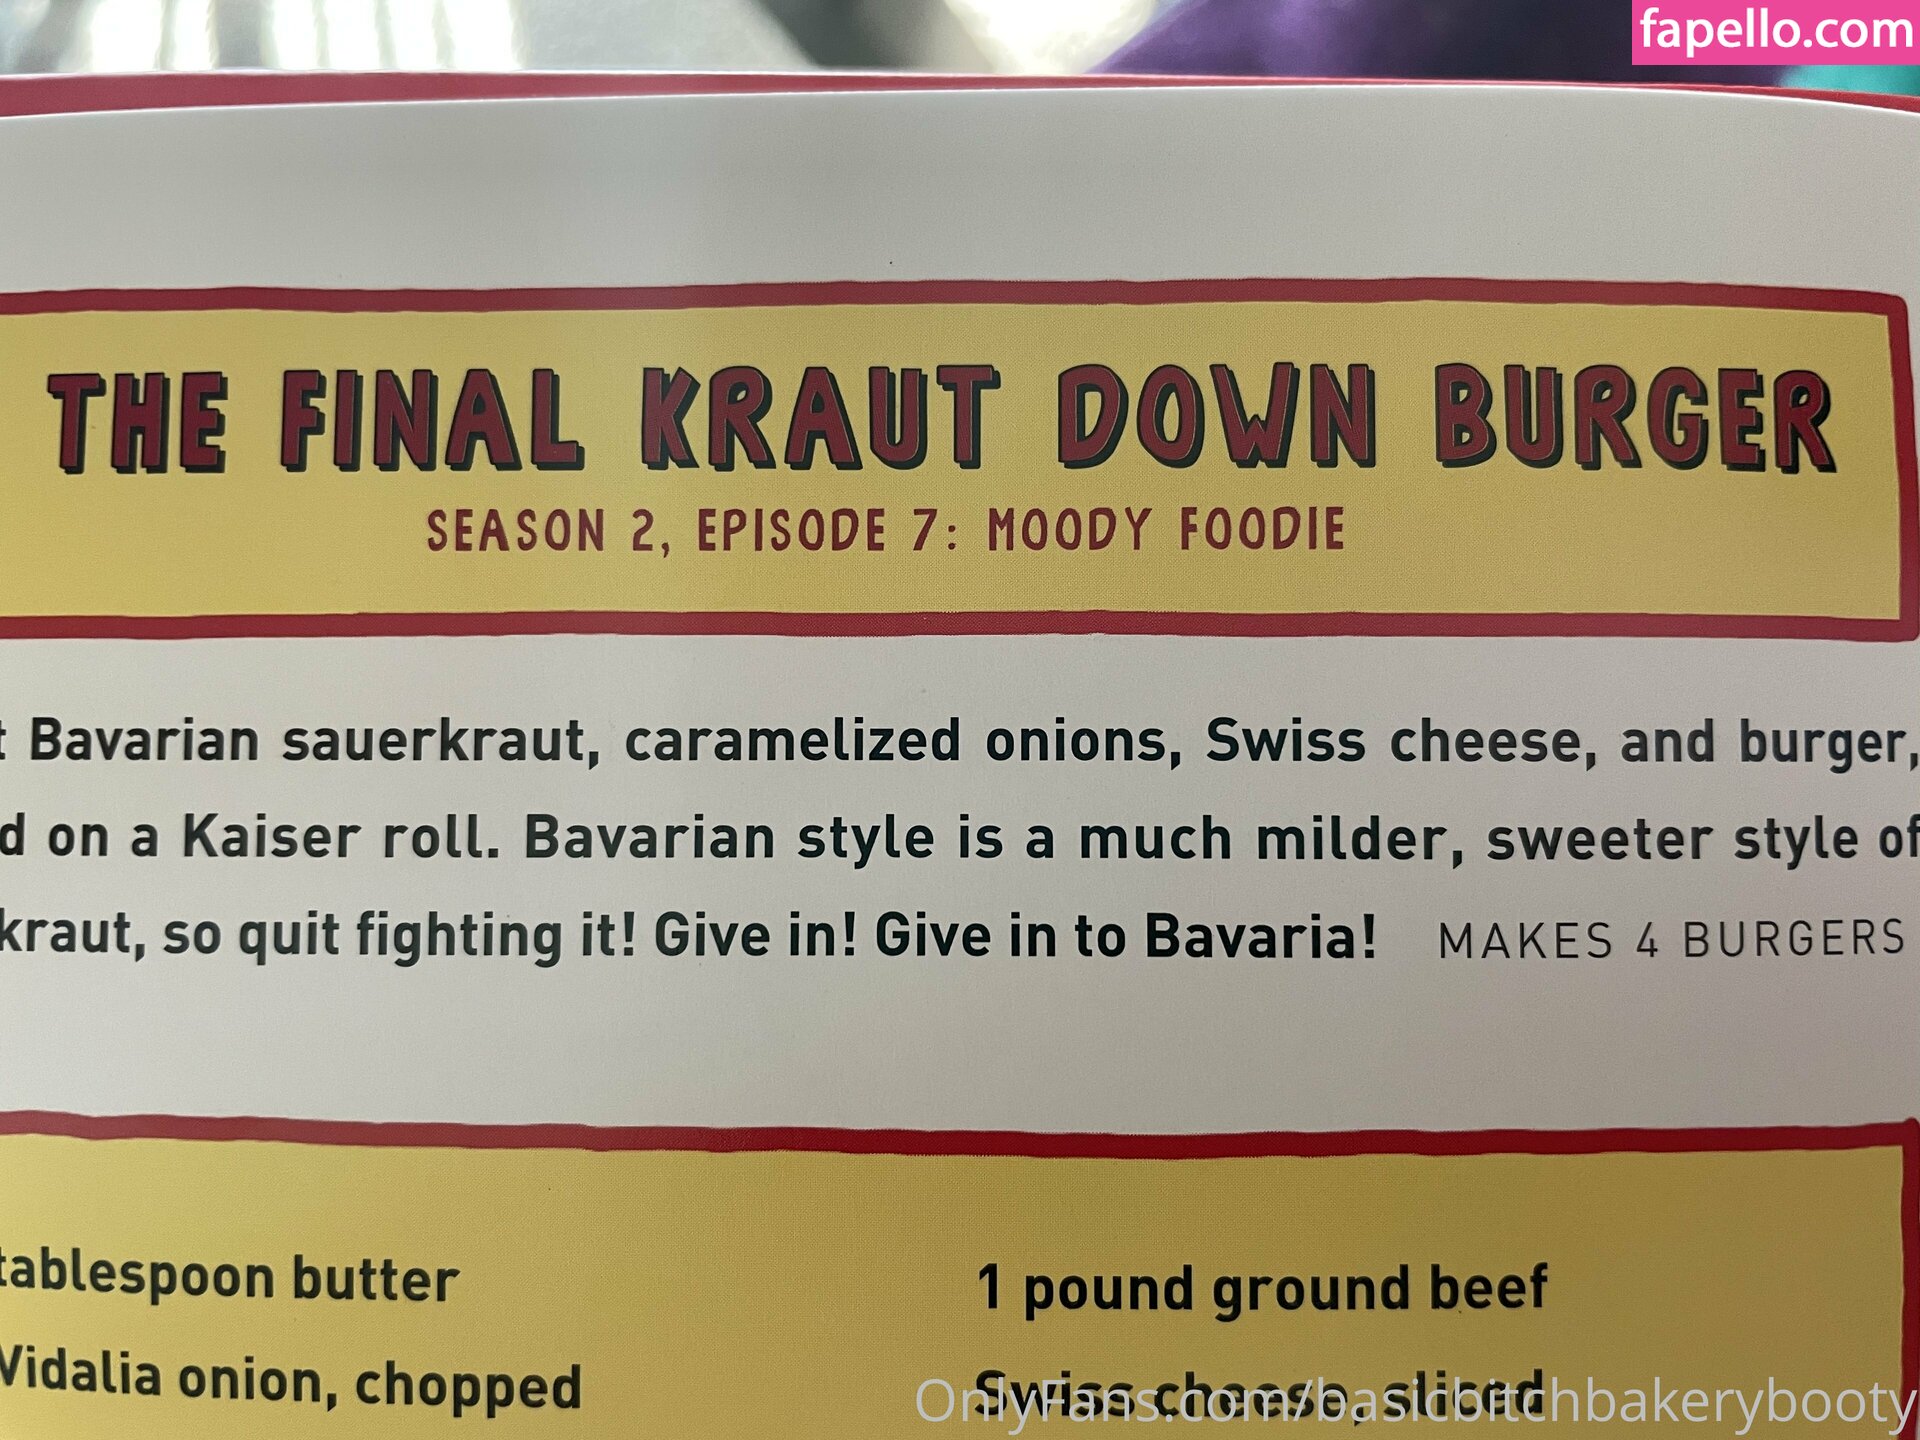 fapello.com
THE FINAL KRAUT DOWN BURGER
SEASON 2, EPISODE 7: MOODY FOODIE
t Bavarian sauerkraut, caramelized onions, Swiss cheese, and burger,
d on a Kaiser roll. Bavarian style is a much milder, sweeter style of
kraut, so quit fighting it! Give in! Give in to Bavaria! MAKES 4 BURGERS
tablespoon butter
1 pound ground beef
Vidalia onion, chopped
Swiss cheese, sliced
OnlyFans.com/basicbitchbakerybooty